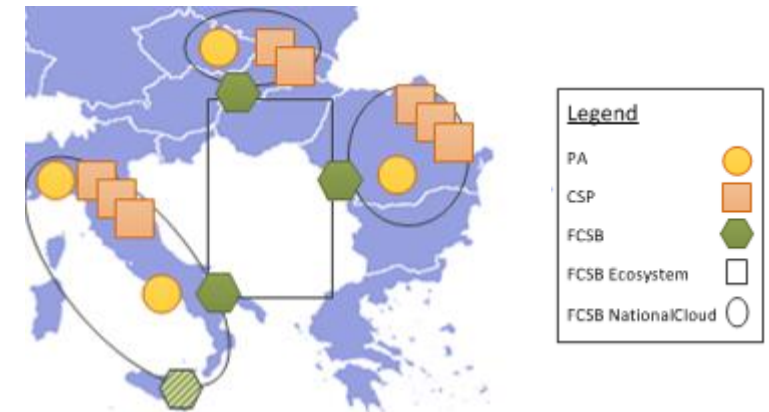 Legend
PA
CSP
FCSB
FCSB Ecosystem
FCSB NationalCloud